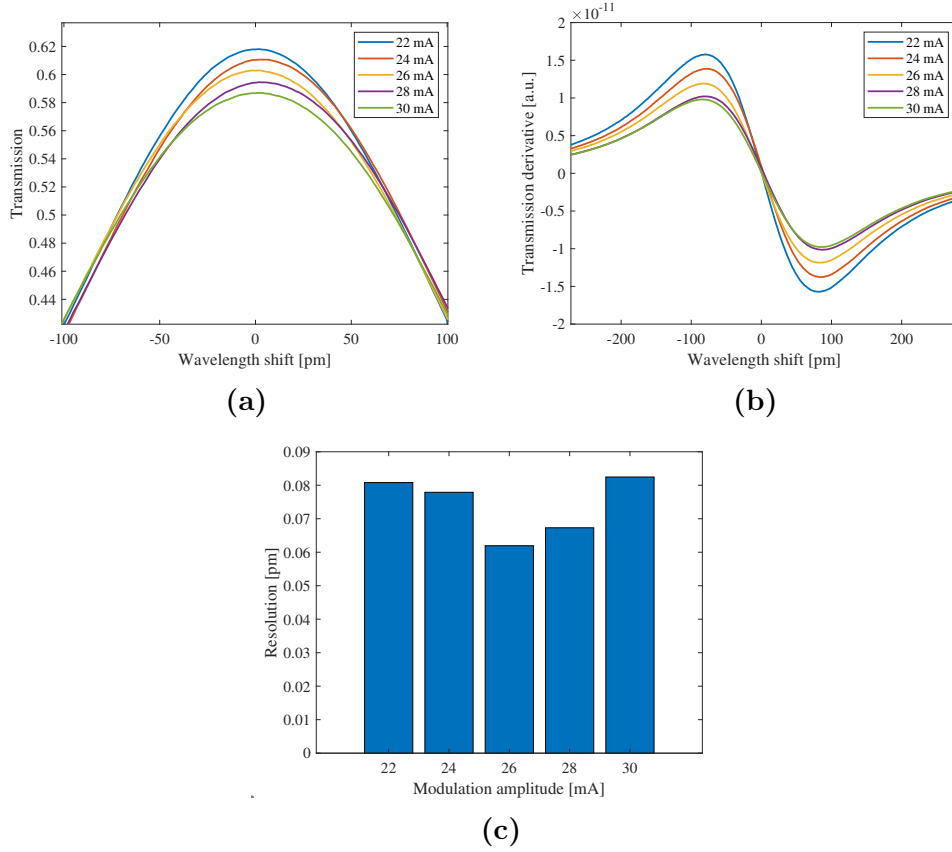 0.62
0.6
0.58
0.56
0.54
0.52
0.5
0.48
0.46
0.44
Transmission
-100
-50
0
50
100
Wavelength shift [pm]
22 mA
24 mA
26 mA
28 mA
30 mA
(a)
×10⁻¹¹
2
1.5
1
0.5
0
-0.5
-1
-1.5
-2
Transmission derivative [a.u.]
-200
-100
0
100
200
Wavelength shift [pm]
22 mA
24 mA
26 mA
28 mA
30 mA
(b)
0.09
0.08
0.07
0.06
0.05
0.04
0.03
0.02
0.01
0
Resolution [pm]
22
24
26
28
30
Modulation amplitude [mA]
(c)